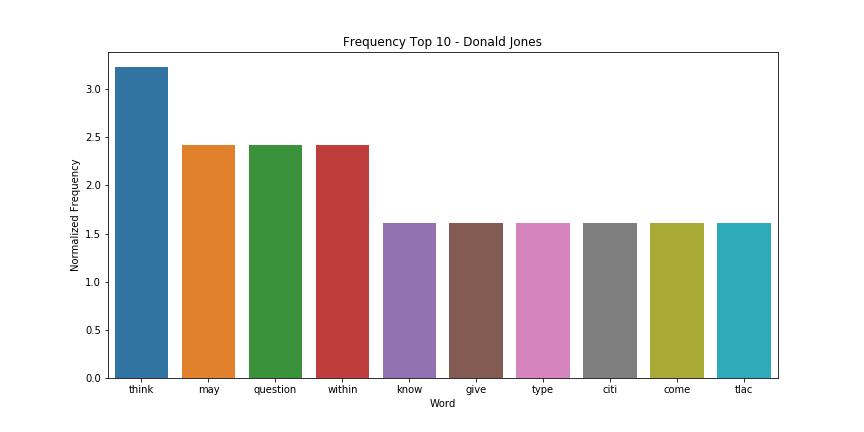 Frequency Top 10 - Donald Jones
Normalized Frequency
3.0
2.5
2.0
1.5
1.0
0.5
0.0
think may question within know give type citi come tlac
Word